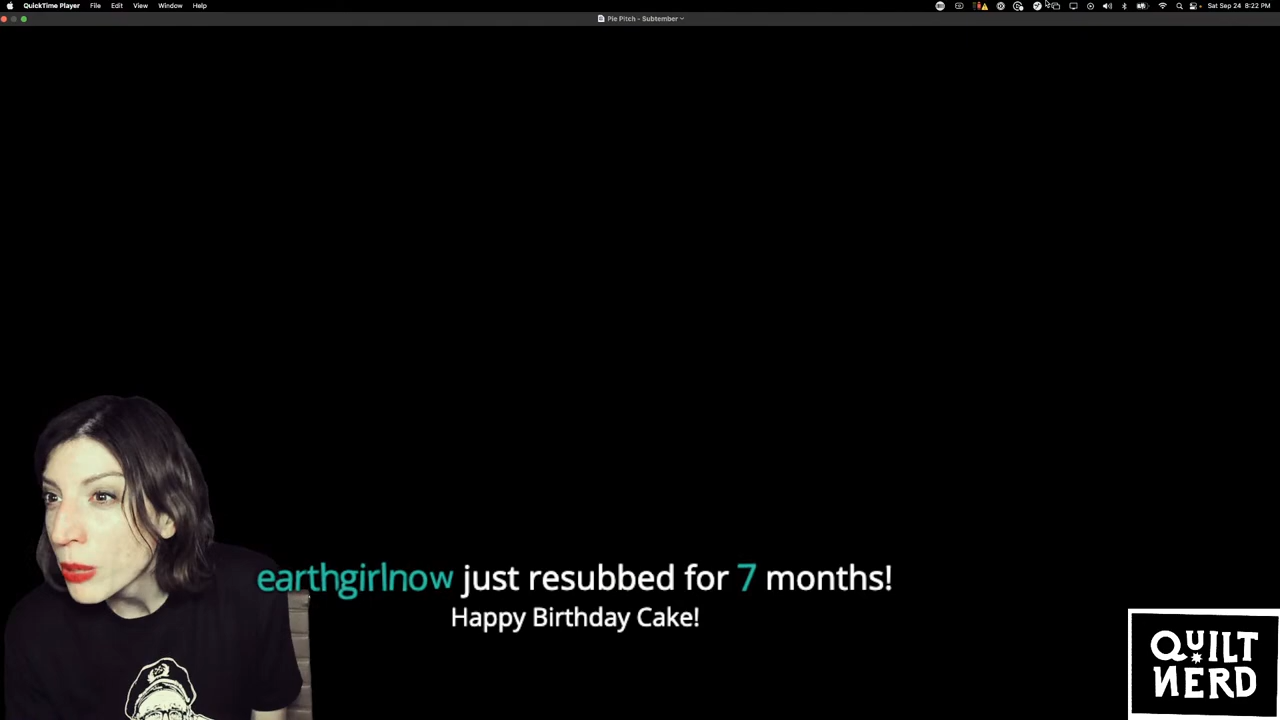 QuickTime Player File Edit View Window Help Sat Sep 24 8:22 PM
Pie Pitch - Subtember
earthgirlnow just resubbed for 7 months!
Happy Birthday Cake!
QUILT
NERD